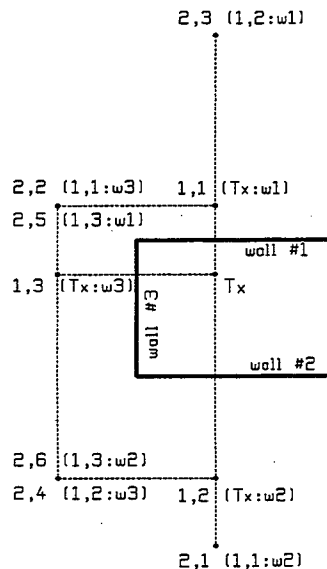 2,3 (1,2:w1)
2,2 (1,1:w3) 1,1 (Tx:w1)
2,5 (1,3:w1)
wall #1
1,3 (Tx:w3) Tx
wall #3
wall #2
2,6 (1,3:w2)
2,4 (1,2:w3) 1,2 (Tx:w2)
2,1 (1,1:w2)